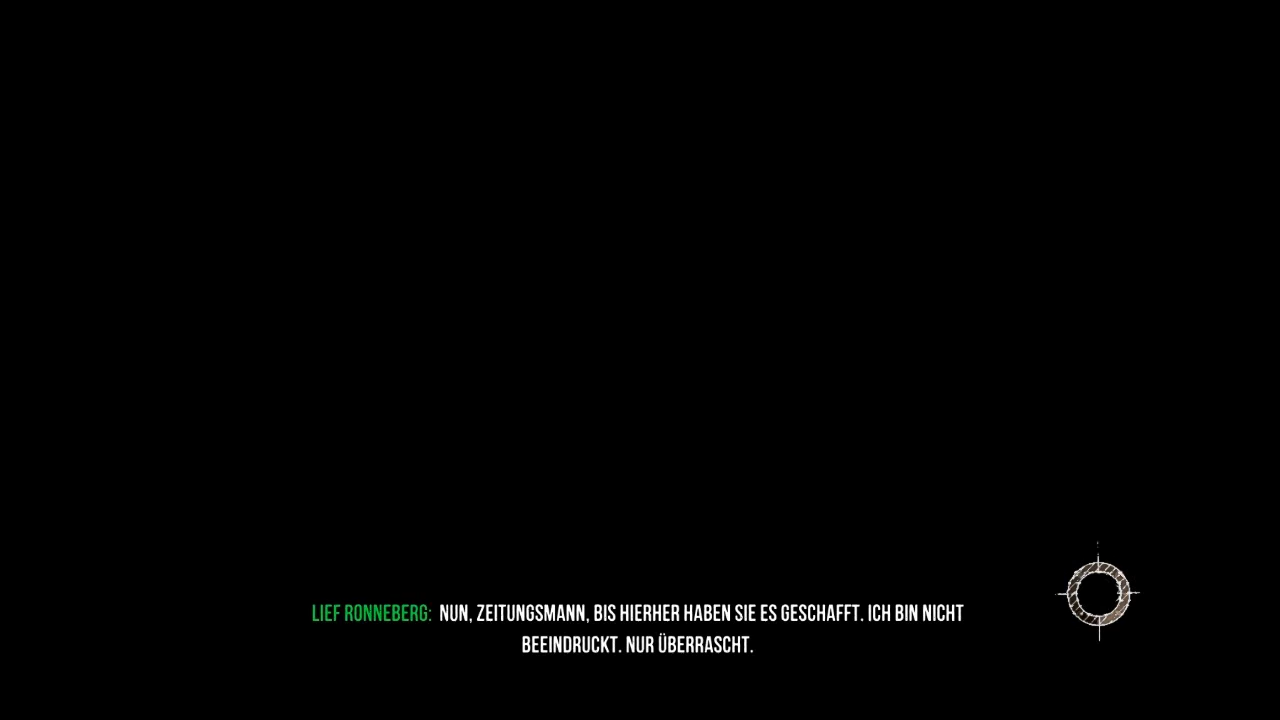 LIEF RONNEBERG: NUN, ZEITUNGSMANN, BIS HIERHER HABEN SIE ES GESCHAFFT. ICH BIN NICHT
BEEINDRUCKT. NUR ÜBERRASCHT.